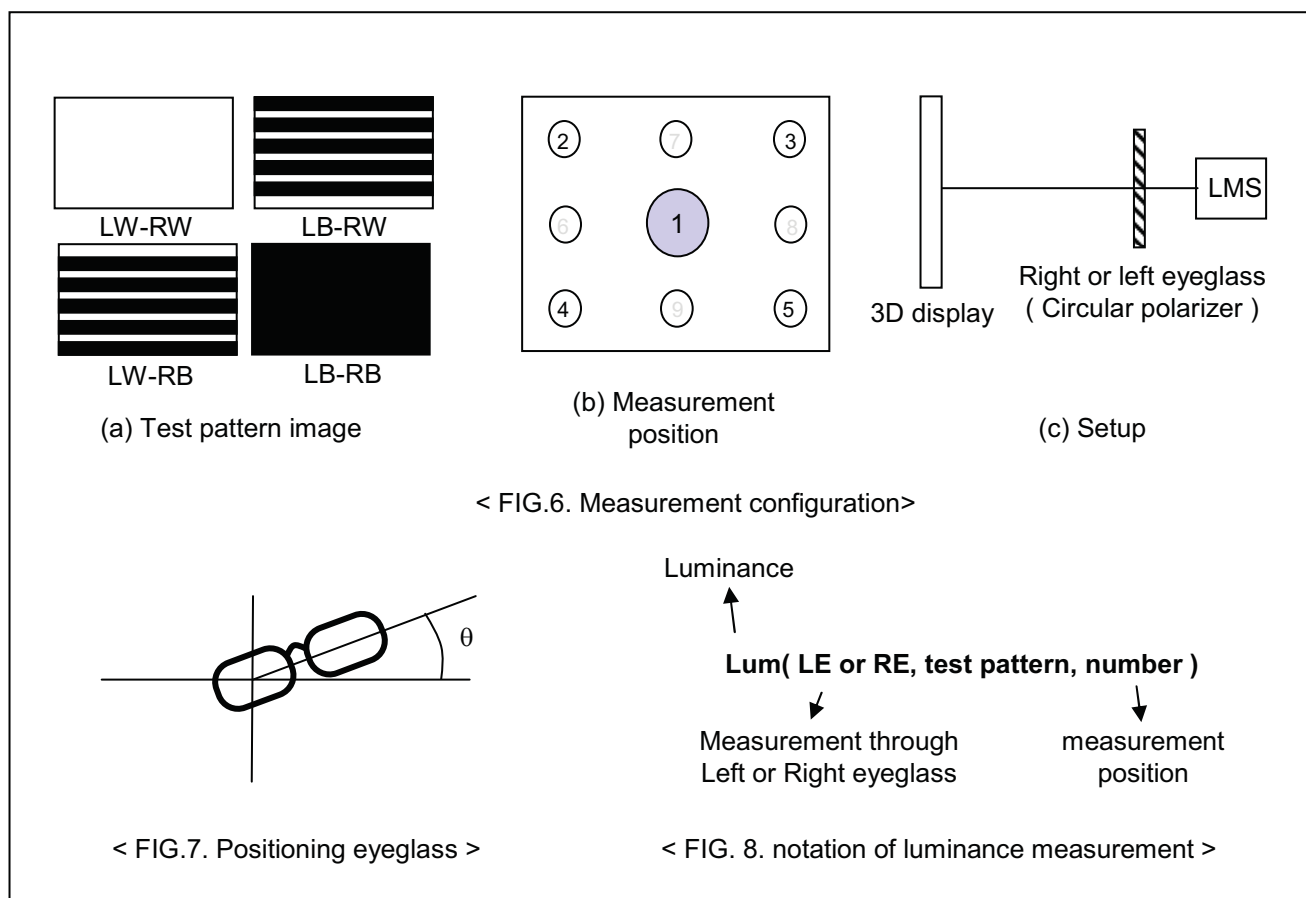 LW-RW
LB-RW
LW-RB
LB-RB
(a) Test pattern image
2
7
3
6
1
8
4
9
5
(b) Measurement
position
LMS
3D display
Right or left eyeglass
( Circular polarizer )
(c) Setup
< FIG.6. Measurement configuration>
θ
< FIG.7. Positioning eyeglass >
Luminance
Lum( LE or RE, test pattern, number )
Measurement through
Left or Right eyeglass
measurement
position
< FIG. 8. notation of luminance measurement >